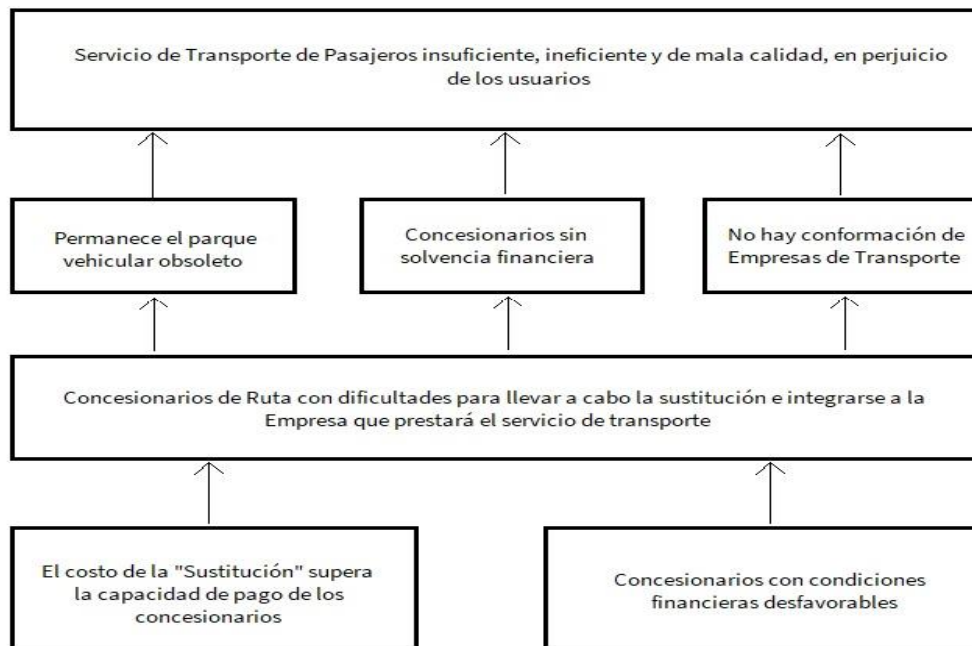 Servicio de Transporte de Pasajeros insuficiente, ineficiente y de mala calidad, en perjuicio
de los usuarios
Permanece el parque
vehicular obsoleto
Concesionarios sin
solvencia financiera
No hay conformación de
Empresas de Transporte
Concesionarios de Ruta con dificultades para llevar a cabo la sustitución e integrarse a la
Empresa que prestará el servicio de transporte
El costo de la "Sustitución" supera
la capacidad de pago de los
concesionarios
Concesionarios con condiciones
financieras desfavorables